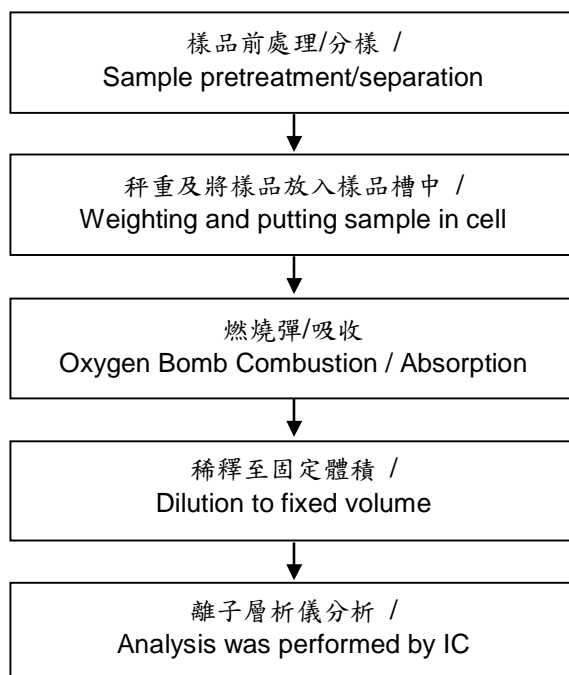 樣品前處理/分樣 /
Sample pretreatment/separation
秤重及將樣品放入樣品槽中 /
Weighting and putting sample in cell
燃燒彈/吸收
Oxygen Bomb Combustion / Absorption
稀釋至固定體積 /
Dilution to fixed volume
離子層析儀分析 /
Analysis was performed by IC